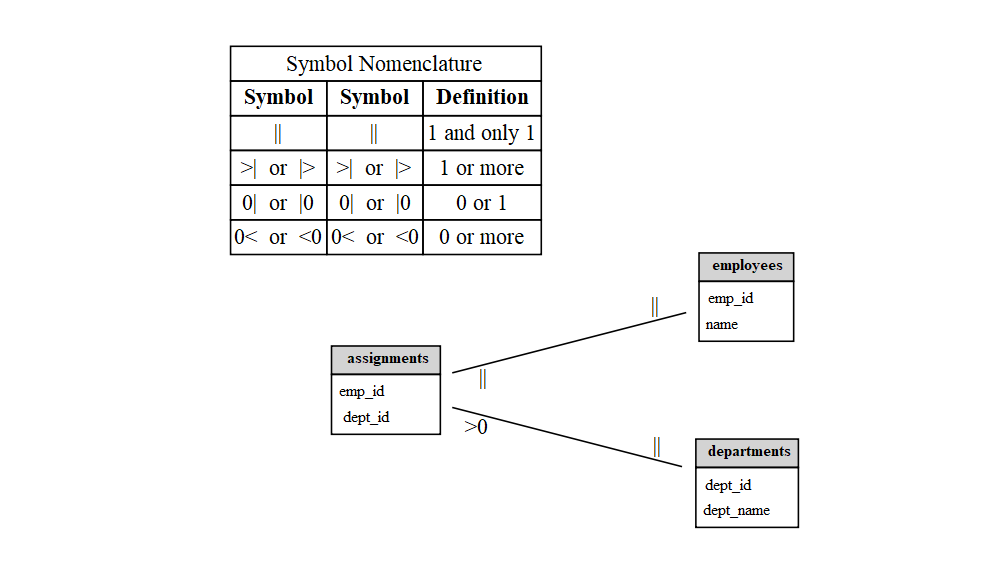 Symbol Nomenclature
Symbol Symbol Definition
|| || 1 and only 1
>| or |> >| or |> 1 or more
0| or |0 0| or |0 0 or 1
0< or <0 0< or <0 0 or more
employees
emp_id
name
||
assignments
emp_id
dept_id
||
>0
||
departments
dept_id
dept_name